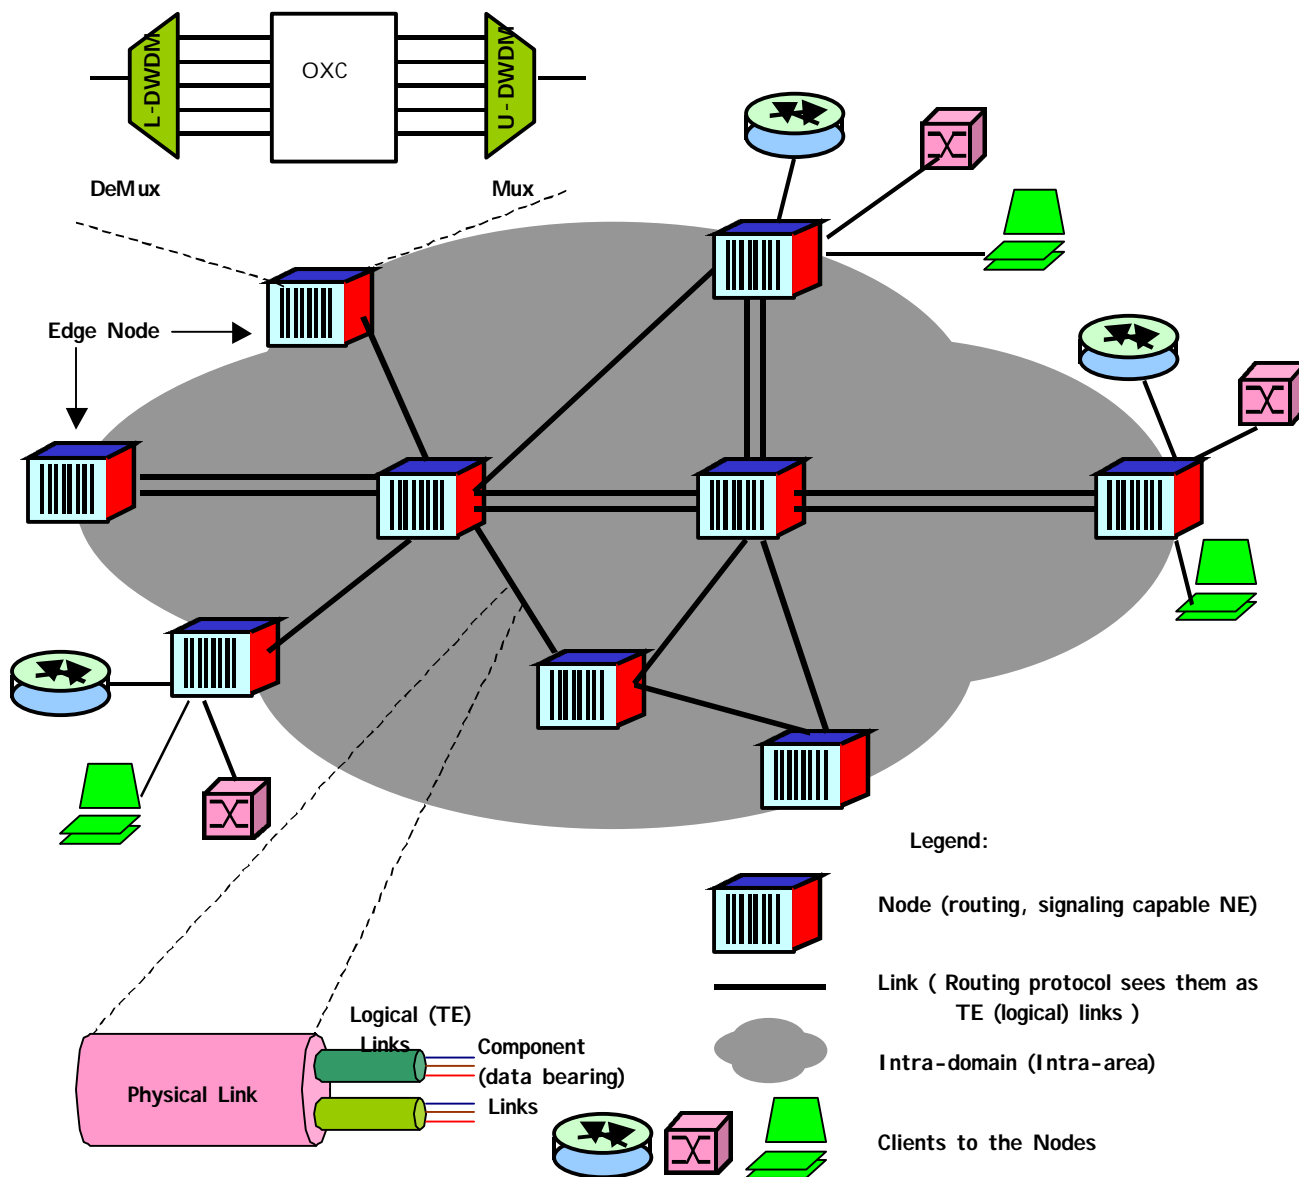 L-DWDM
OXC
U - DWDM
DeMux
Mux
Edge Node
Legend:
Node (routing, signaling capable NE)
Link ( Routing protocol sees them as
TE (logical) links )
Logical (TE)
Links
Component
(data bearing)
Links
Physical Link
Intra-domain (Intra-area)
Clients to the Nodes